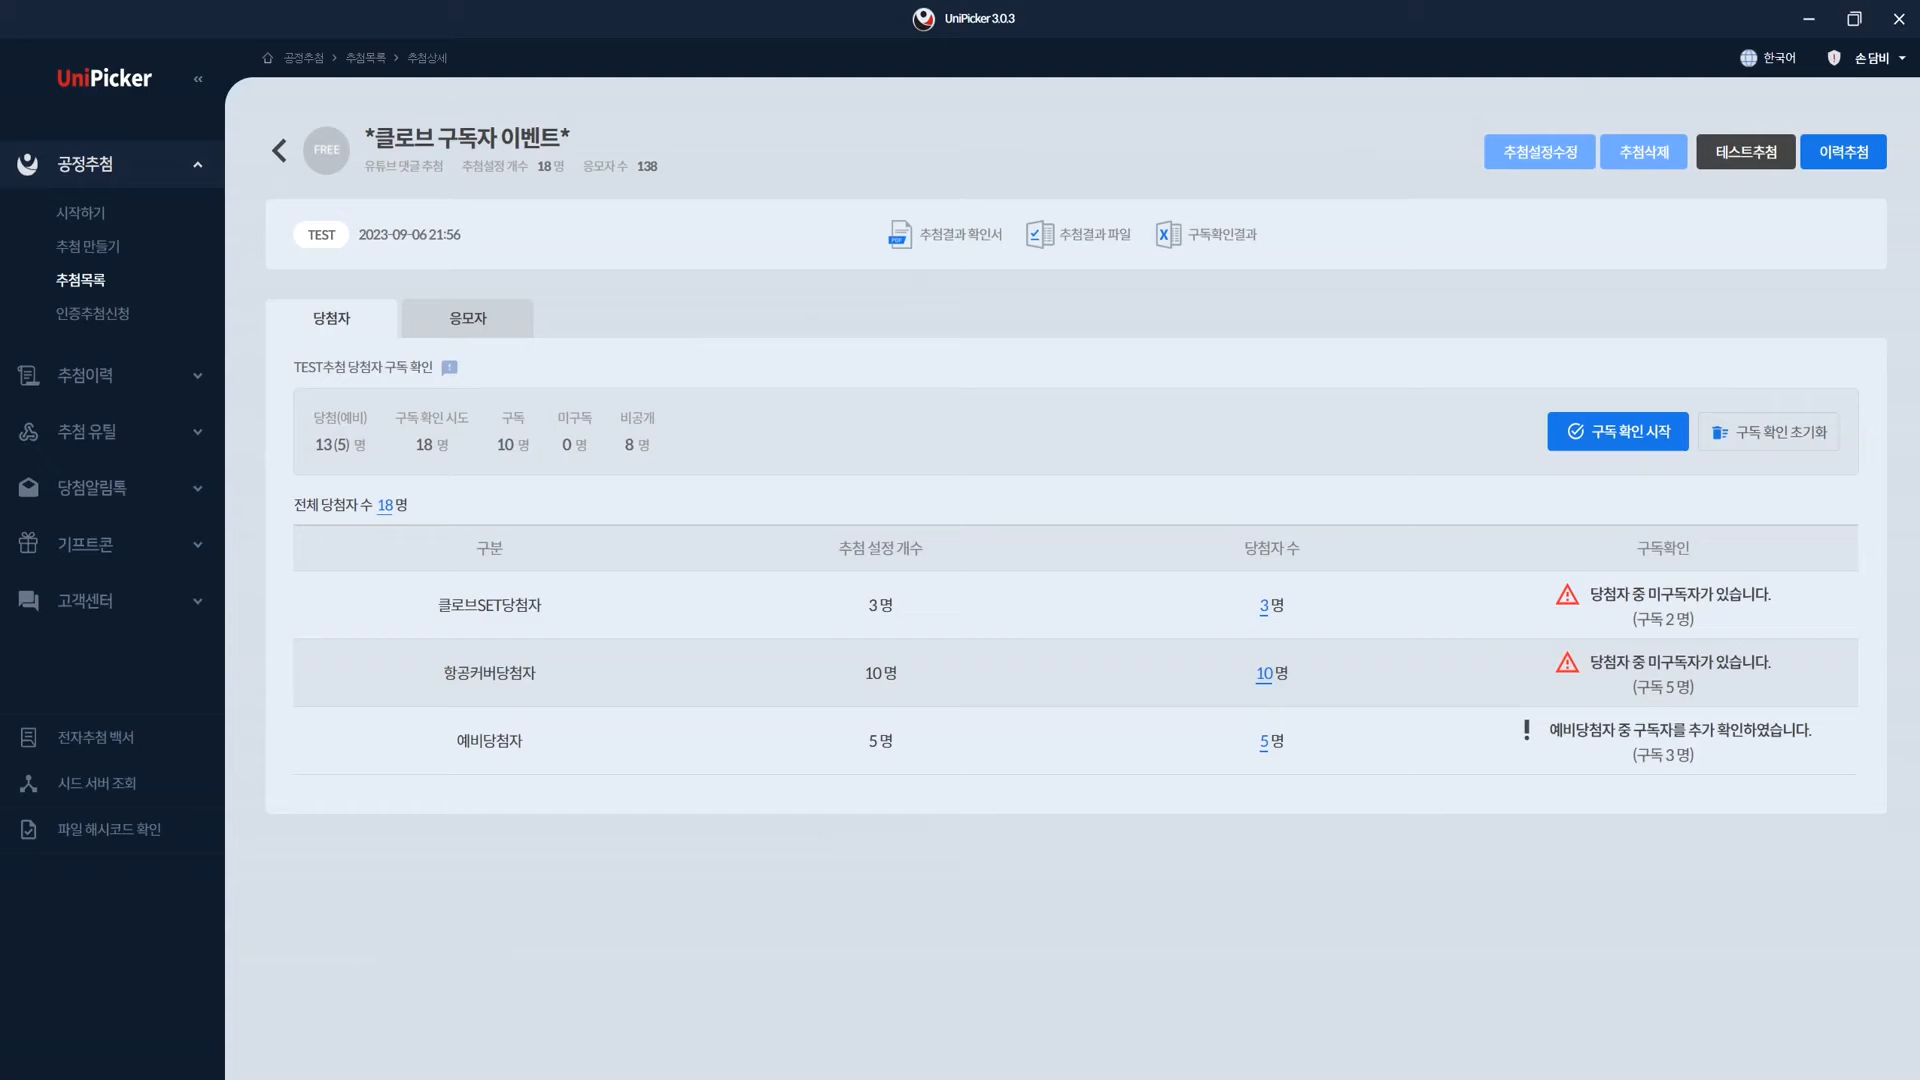 UniPicker 3.0.3
UniPicker
공정추첨 > 추첨목록 > 추첨상세
한국어
손담비
공정추첨
시작하기
추첨 만들기
추첨목록
인증추첨신청
추첨이력
추첨 유틸
당첨알림톡
기프트콘
고객센터
전자추첨 백서
시드 서버 조회
파일 해시코드 확인
FREE
*클로브 구독자 이벤트*
유튜브 댓글 추첨 추첨설정 개수 18 명 응모자 수 138
추첨설정수정 추첨삭제 테스트추첨 이력추첨
TEST 2023-09-06 21:56
PDF 추첨결과 확인서 추첨결과 파일 X 구독확인결과
당첨자 응모자
TEST추첨 당첨자 구독 확인
당첨(예비) 구독 확인 시도 구독 미구독 비공개
13(5) 명 18 명 10 명 0 명 8 명
구독 확인 시작 구독 확인 초기화
전체 당첨자 수 18 명
구분 추첨 설정 개수 당첨자 수 구독확인
클로브SET당첨자 3 명 3 명 당첨자 중 미구독자가 있습니다.
(구독 2 명)
항공커버당첨자 10 명 10 명 당첨자 중 미구독자가 있습니다.
(구독 5 명)
예비당첨자 5 명 5 명 예비당첨자 중 구독자를 추가 확인하였습니다.
(구독 3 명)